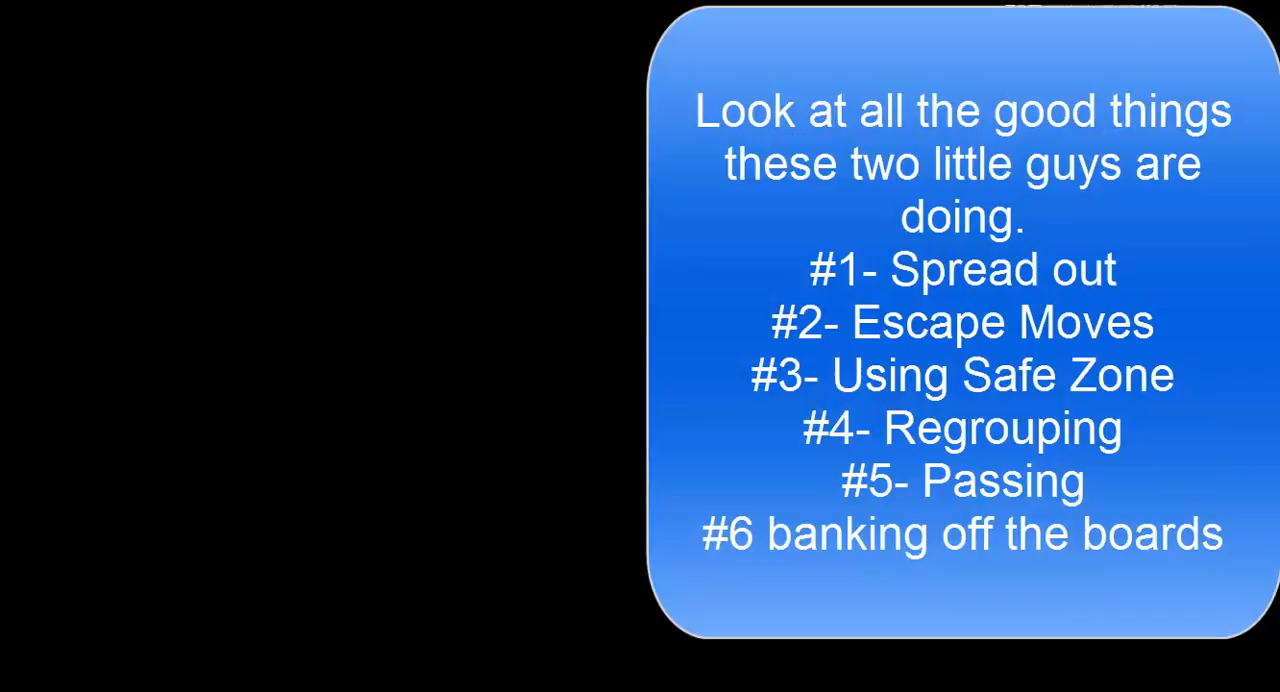 Look at all the good things
these two little guys are
doing.
#1- Spread out
#2- Escape Moves
#3- Using Safe Zone
#4- Regrouping
#5- Passing
#6 banking off the boards